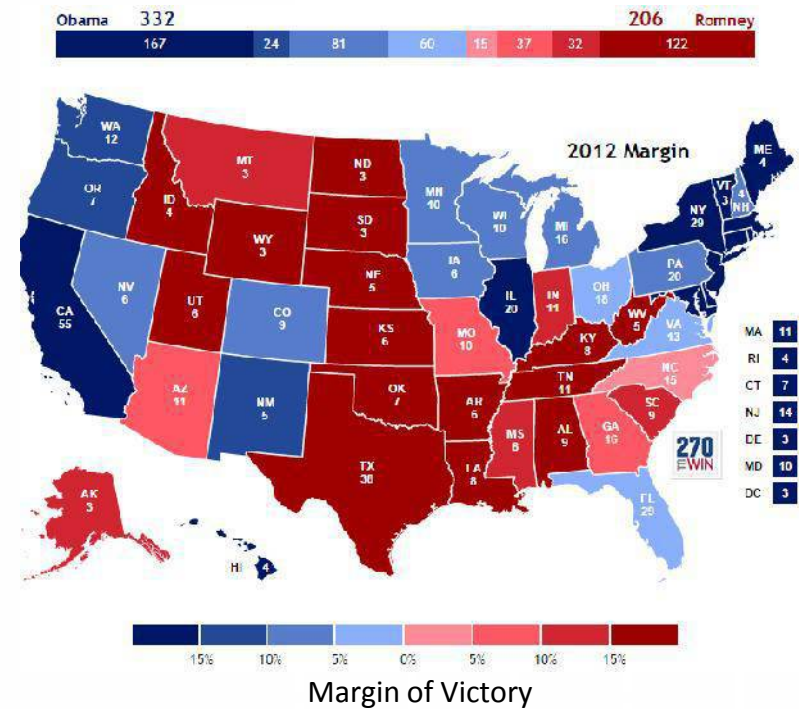 Obama 332 206 Romney
167 24 81 60 15 37 32 122
2012 Margin
WA
12
OR
7
CA
55
NV
6
ID
4
MT
3
WY
3
UT
6
AZ
11
CO
9
NM
5
ND
3
SD
3
NE
5
KS
6
OK
7
TX
38
MN
10
IA
6
MO
10
AR
6
LA
8
WI
10
IL
20
MI
16
IN
11
OH
18
KY
8
TN
11
MS
6
AL
9
GA
16
FL
29
SC
9
NC
15
VA
13
WV
5
PA
20
NY
29
VT
3
4
NH
ME
4
AK
3
HI 4
MA 11
RI 4
CT 7
NJ 14
DE 3
MD 10
DC 3
270
TO WIN
15% 10% 5% 0% 5% 10% 15%
Margin of Victory